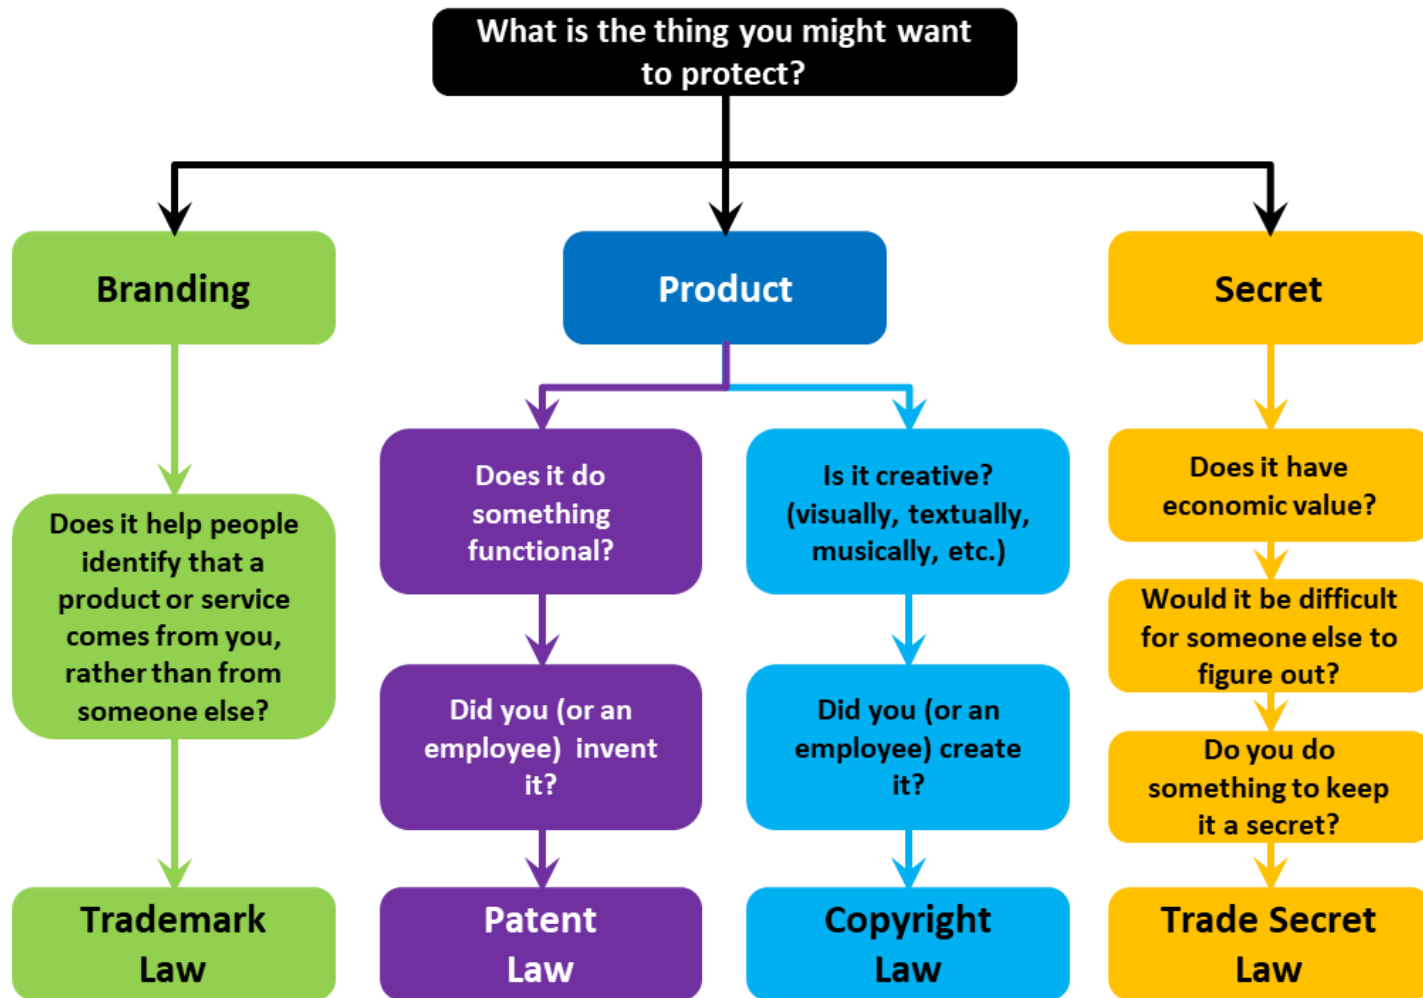 What is the thing you might want
to protect?
Branding
Product
Secret
Does it help people
identify that a
product or service
comes from you,
rather than from
someone else?
Does it do
something
functional?
Is it creative?
(visually, textually,
musically, etc.)
Does it have
economic value?
Would it be difficult
for someone else to
figure out?
Did you (or an
employee)  invent
it?
Did you (or an
employee) create
it?
Do you do
something to keep
it a secret?
Trademark
Law
Patent
Law
Copyright
Law
Trade Secret
Law